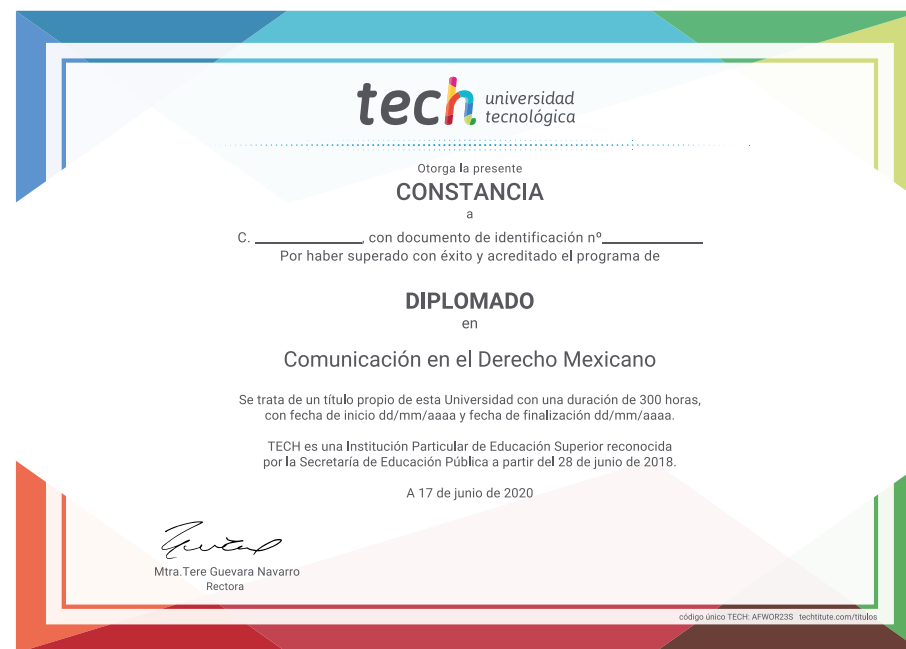 tech universidad
tecnológica
Otorga la presente
CONSTANCIA
a
C. ____________, con documento de identificación nº____________
Por haber superado con éxito y acreditado el programa de
DIPLOMADO
en
Comunicación en el Derecho Mexicano
Se trata de un título propio de esta Universidad con una duración de 300 horas,
con fecha de inicio dd/mm/aaaa y fecha de finalización dd/mm/aaaa.
TECH es una Institución Particular de Educación Superior reconocida
por la Secretaría de Educación Pública a partir del 28 de junio de 2018.
A 17 de junio de 2020
Mtra.Tere Guevara Navarro
Rectora
código único TECH: AFWOR23S techtitute.com/titulos